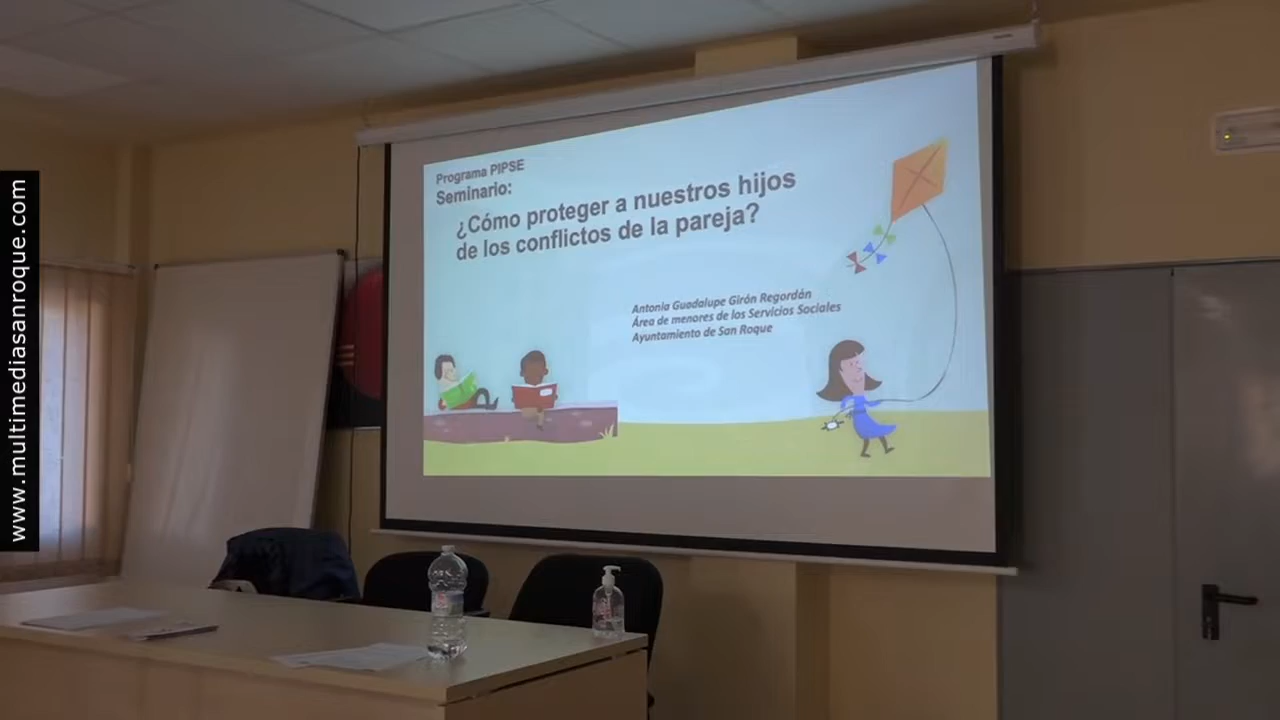 Programa PIPSE
Seminario:
¿Cómo proteger a nuestros hijos
de los conflictos de la pareja?
Antonia Guadalupe Girón Regordán
Área de menores de los Servicios Sociales
Ayuntamiento de San Roque
www.multimediasanroque.com